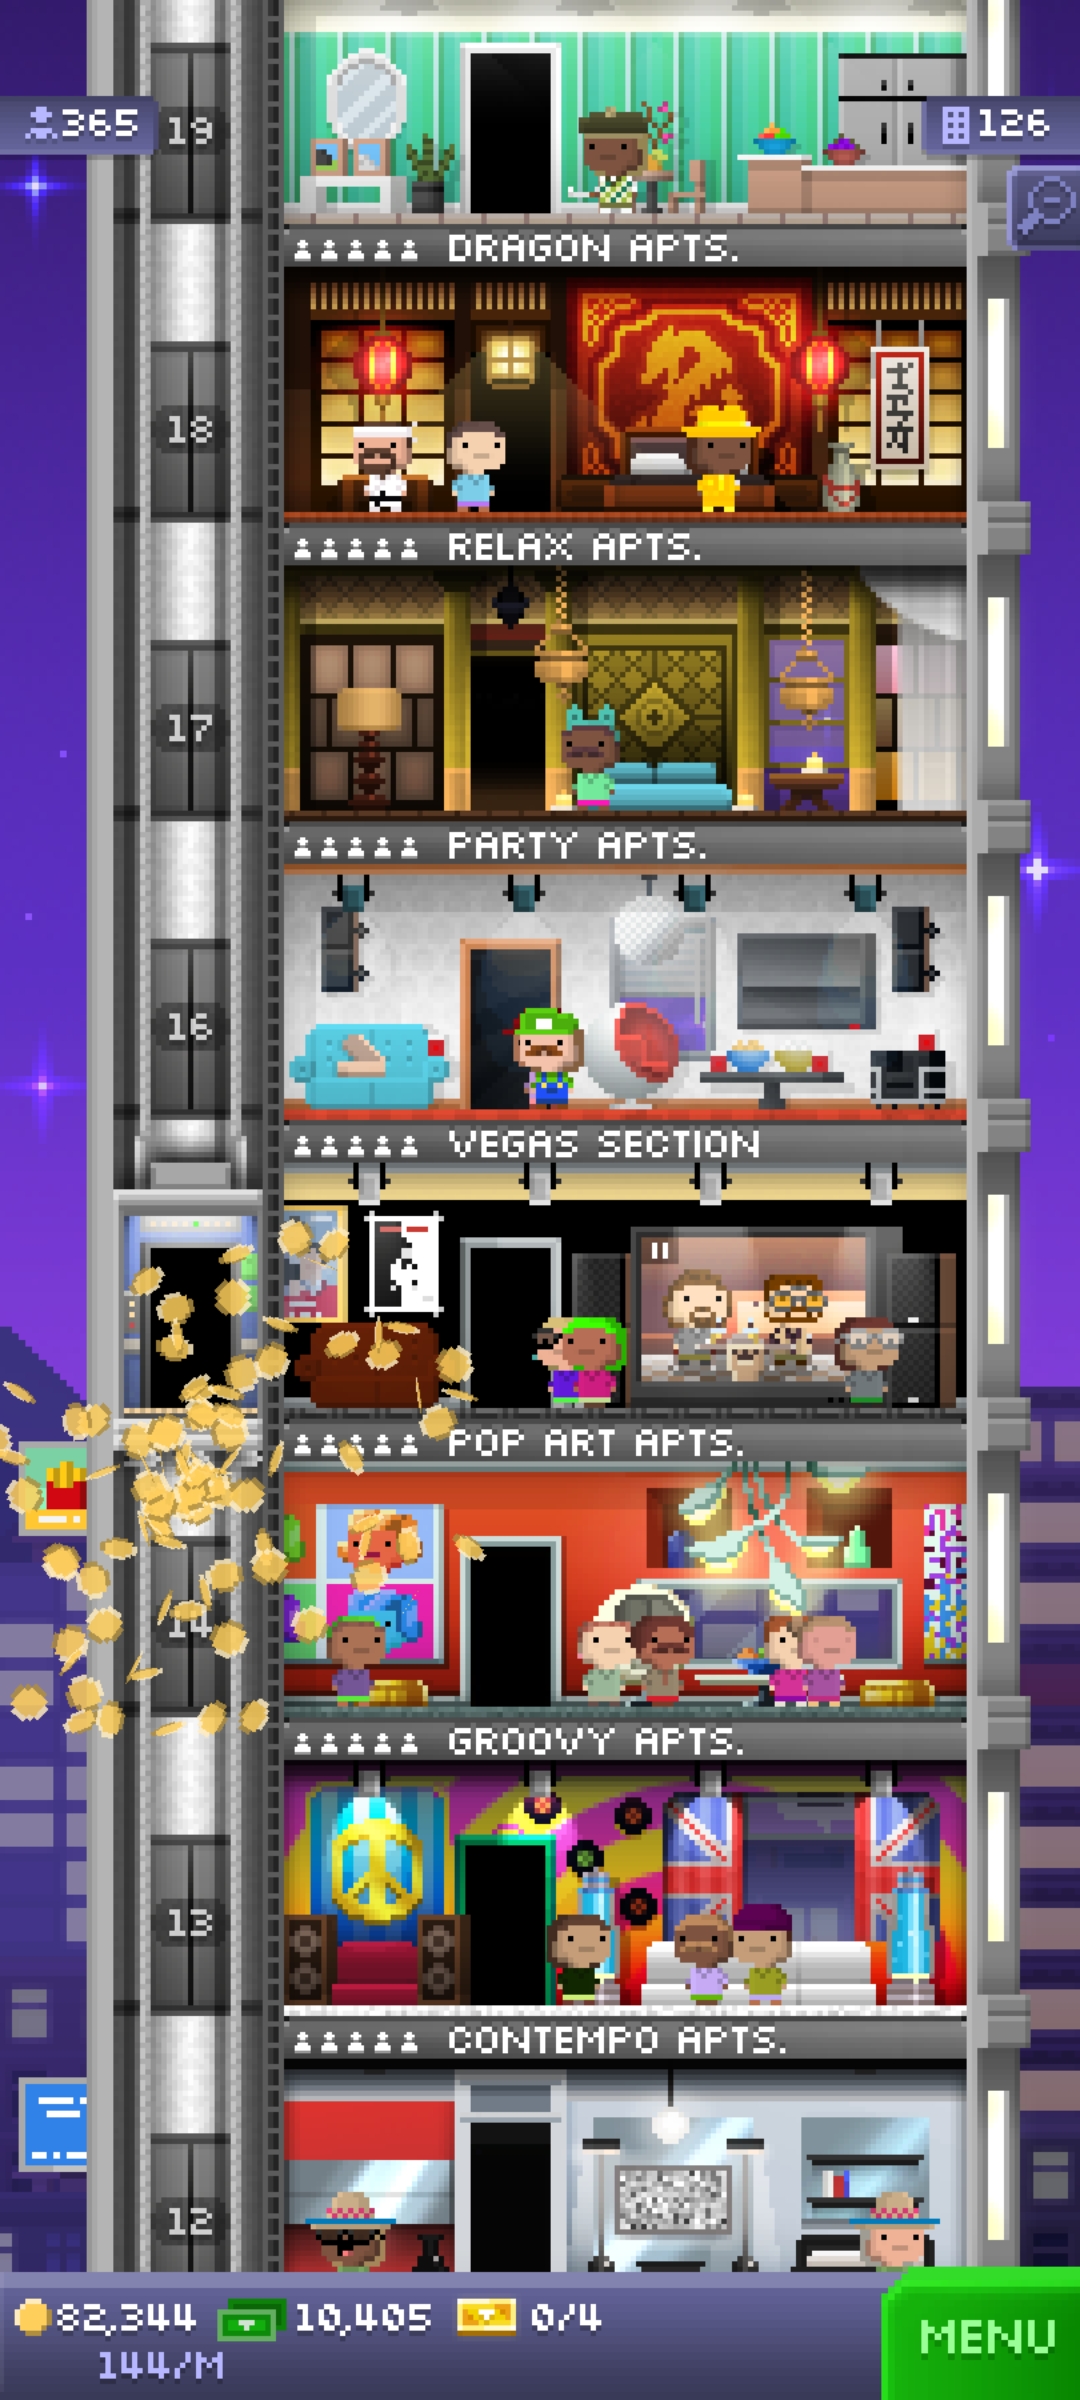 365
19
126
DRAGON APTS.
18
RELAX APTS.
17
PARTY APTS.
16
VEGAS SECTION
POP ART APTS.
14
GROOVY APTS.
13
CONTEMPO APTS.
12
82,344
10,405
0/4
144/M
MENU